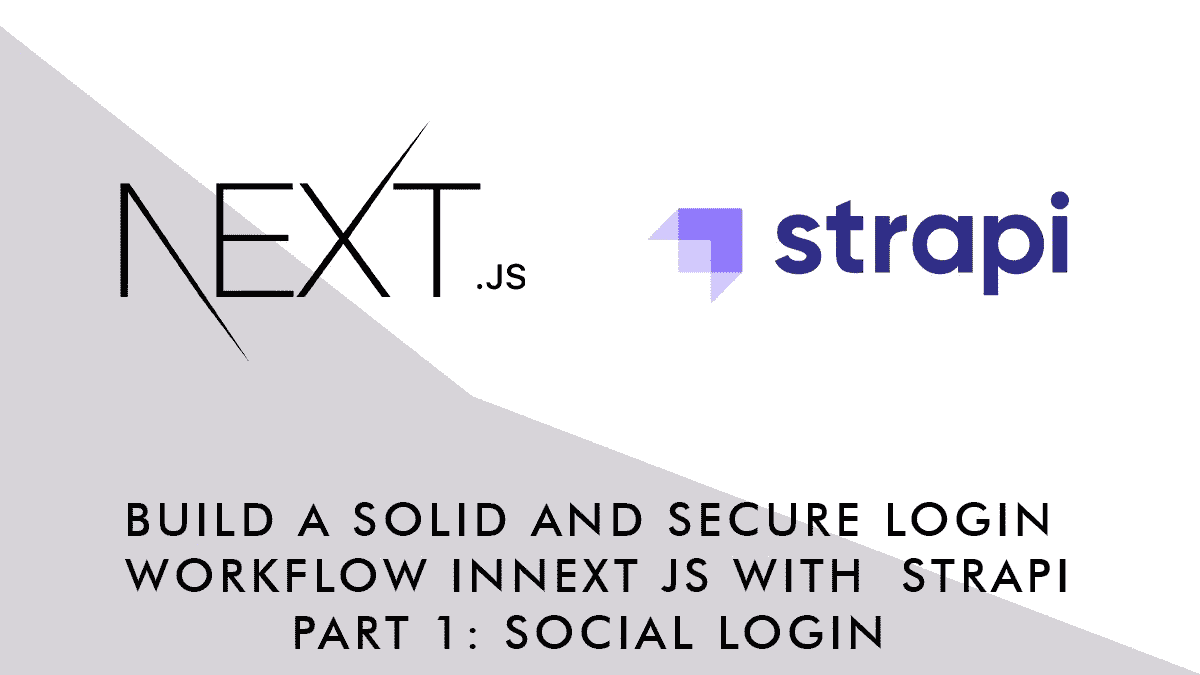 NEXT.JS
strapi
BUILD A SOLID AND SECURE LOGIN
WORKFLOW INNEXT JS WITH STRAPI
PART 1: SOCIAL LOGIN